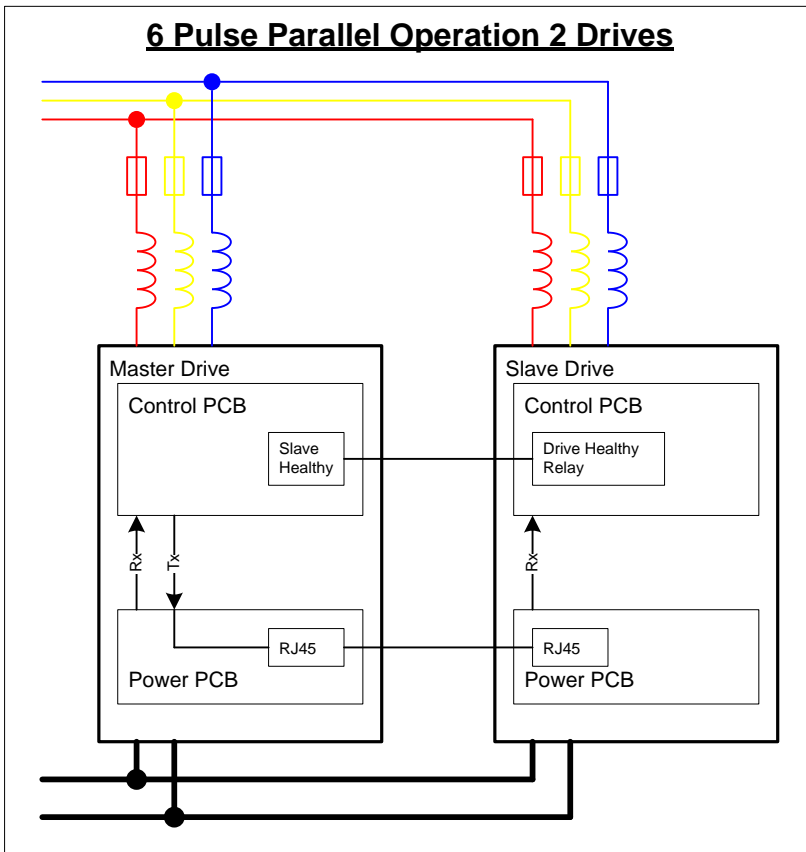 6 Pulse Parallel Operation 2 Drives
Master Drive
Control PCB
Slave
Healthy
Rx
Tx
RJ45
Power PCB
Slave Drive
Control PCB
Drive Healthy
Relay
Rx
RJ45
Power PCB